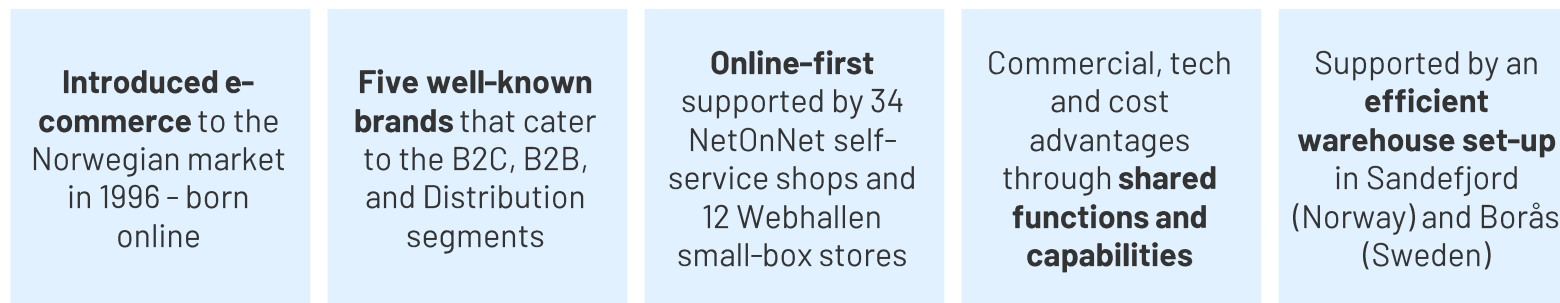 Introduced e-
commerce to the
Norwegian market
in 1996 - born
online
Five well-known
brands that cater
to the B2C, B2B,
and Distribution
segments
Online-first
supported by 34
NetOnNet self-
service shops and
12 Webhallen
small-box stores
Commercial, tech
and cost
advantages
through shared
functions and
capabilities
Supported by an
efficient
warehouse set-up
in Sandefjord
(Norway) and Borås
(Sweden)